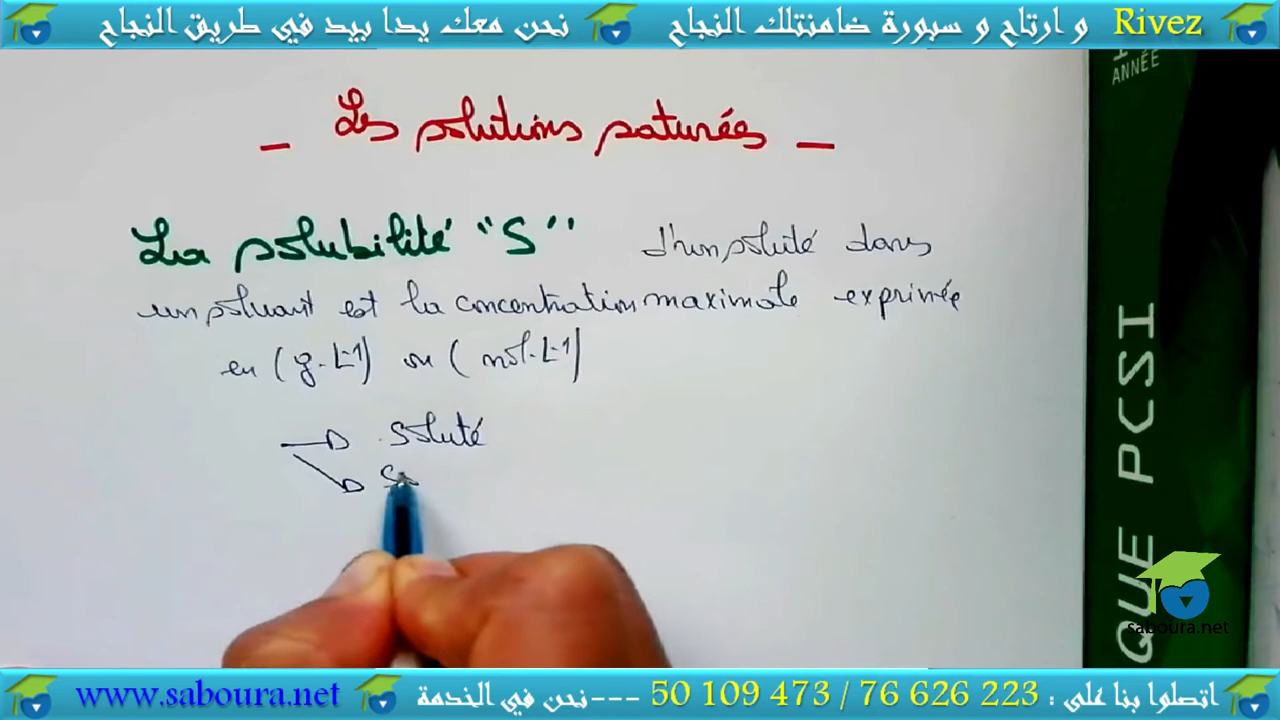 نحن معك يدا بيد في طريق النجاح و ارتاح و سبورة ضامنتلك النجاح Rivez
ANNÉE
_ Les solutions saturées _
La solubilité "S" d'un soluté dans
un solvant est la concentration maximale exprimée
en (g.L-1) ou (mol.L-1)
soluté
S
QUE PCSI
saboura.net
www.saboura.net نحن في الخدمة --- 50 109 473 / 76 626 223 : اتصلوا بنا على